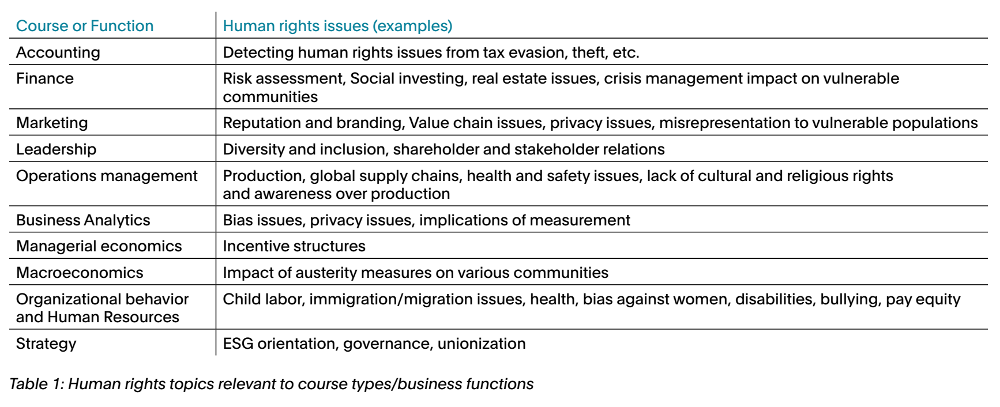 Course or Function
Human rights issues (examples)
Accounting
Detecting human rights issues from tax evasion, theft, etc.
Finance
Risk assessment, Social investing, real estate issues, crisis management impact on vulnerable
communities
Marketing
Reputation and branding, Value chain issues, privacy issues, misrepresentation to vulnerable populations
Leadership
Diversity and inclusion, shareholder and stakeholder relations
Operations management
Production, global supply chains, health and safety issues, lack of cultural and religious rights
and awareness over production
Business Analytics
Bias issues, privacy issues, implications of measurement
Managerial economics
Incentive structures
Macroeconomics
Impact of austerity measures on various communities
Organizational behavior
and Human Resources
Child labor, immigration/migration issues, health, bias against women, disabilities, bullying, pay equity
Strategy
ESG orientation, governance, unionization
Table 1: Human rights topics relevant to course types/business functions